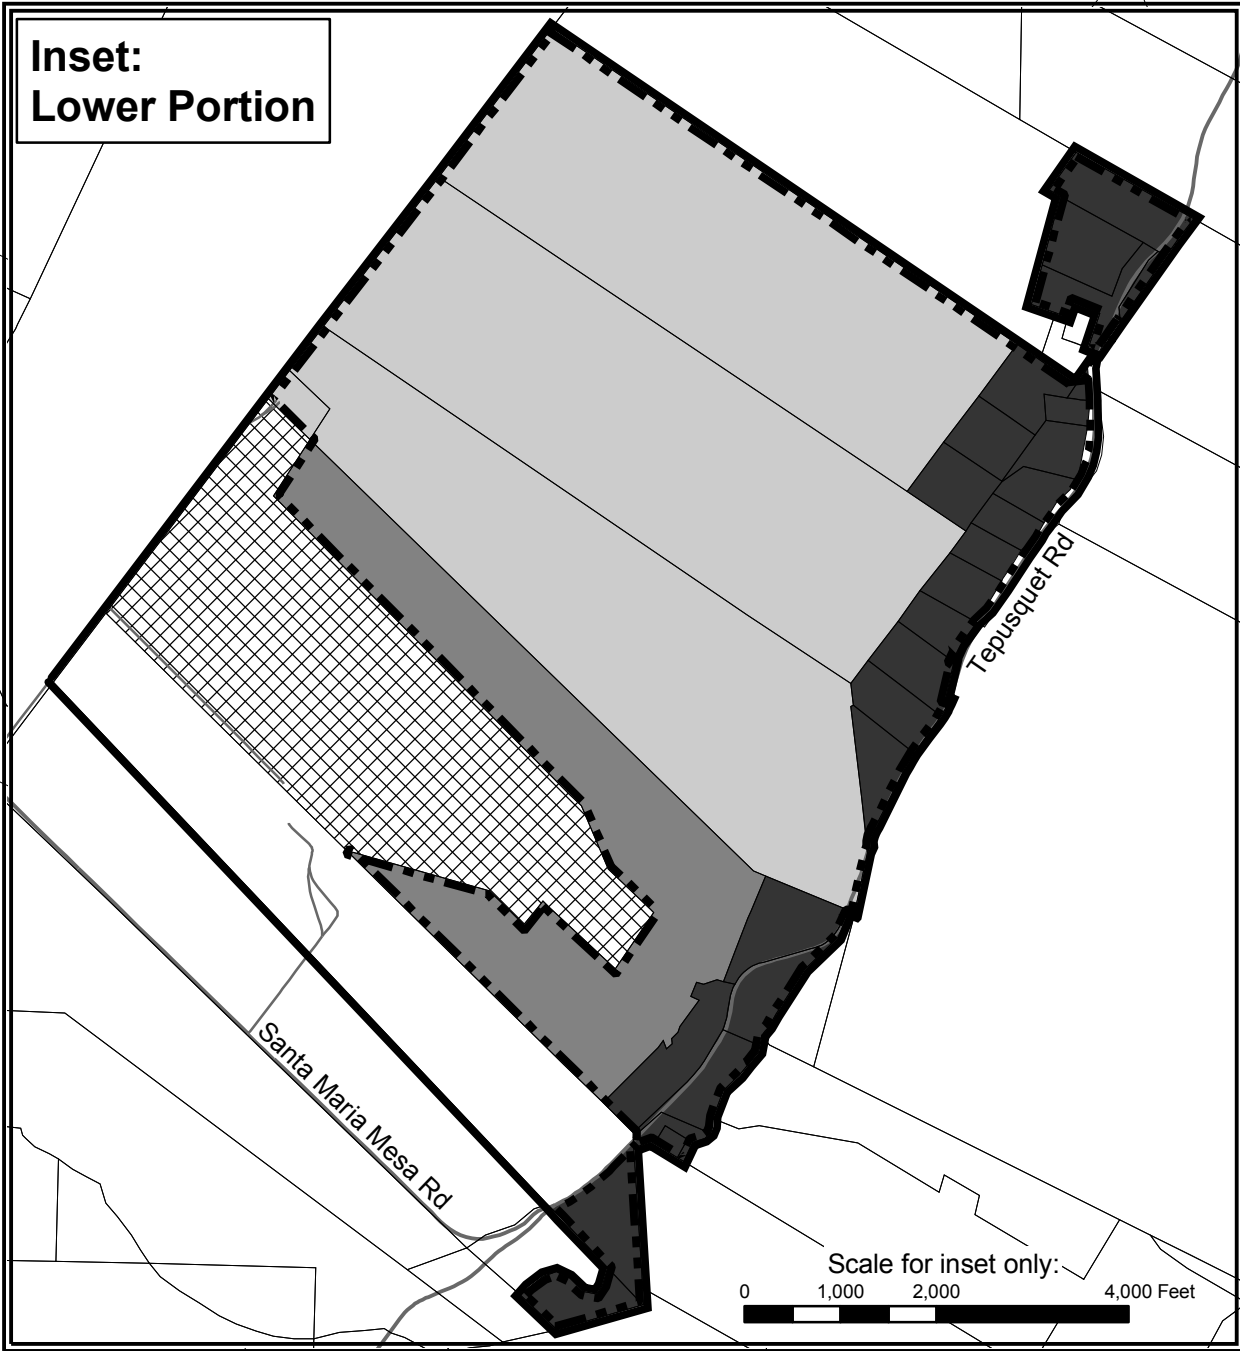 Inset:
Lower Portion
Tepusquet Rd
Santa Maria Mesa Rd
Scale for inset only:
0 1,000 2,000 4,000 Feet